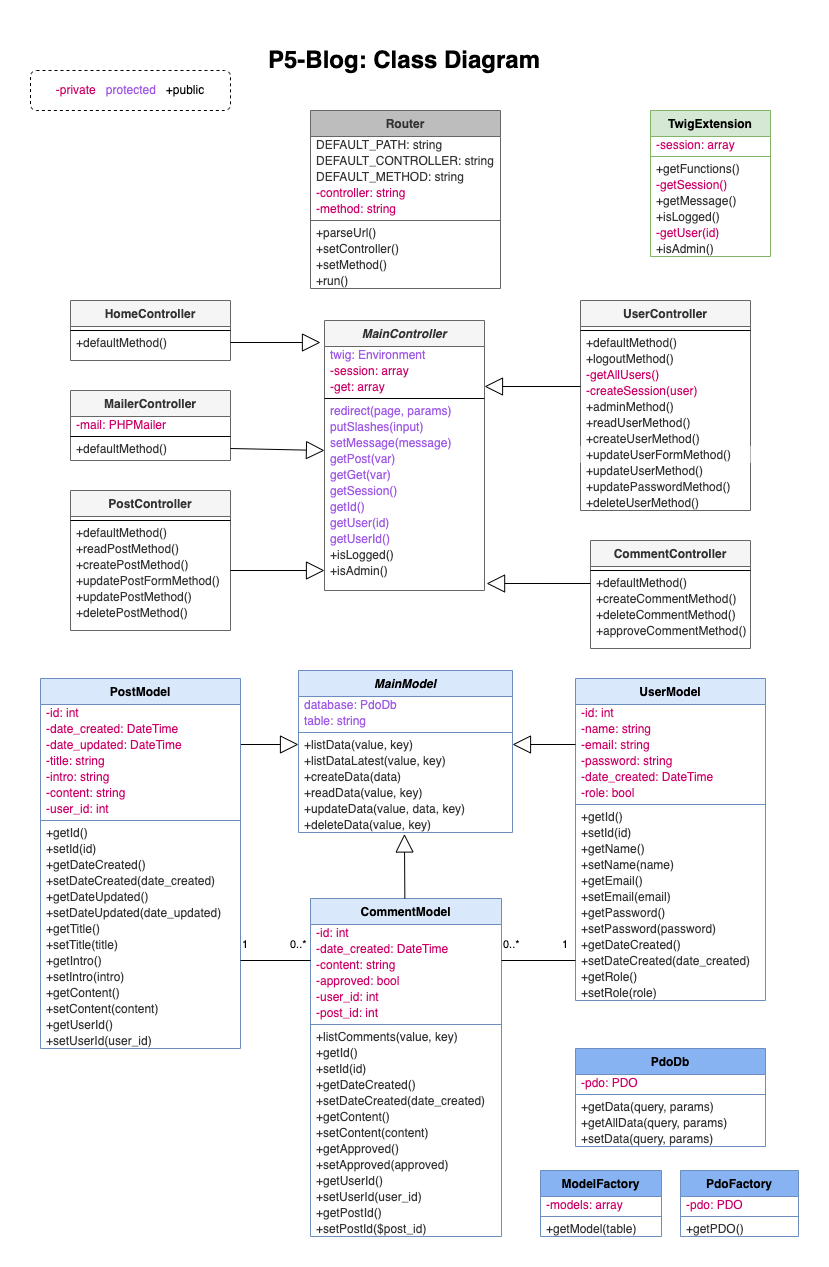 P5-Blog: Class Diagram
-private protected +public
Router
DEFAULT_PATH: string
DEFAULT_CONTROLLER: string
DEFAULT_METHOD: string
-controller: string
-method: string
+parseUrl()
+setController()
+setMethod()
+run()
TwigExtension
-session: array
+getFunctions()
-getSession()
+getMessage()
+isLogged()
-getUser(id)
+isAdmin()
HomeController
+defaultMethod()
MailerController
-mail: PHPMailer
+defaultMethod()
PostController
+defaultMethod()
+readPostMethod()
+createPostMethod()
+updatePostFormMethod()
+updatePostMethod()
+deletePostMethod()
MainController
twig: Environment
-session: array
-get: array
redirect(page, params)
putSlashes(input)
setMessage(message)
getPost(var)
getGet(var)
getSession()
getId()
getUser(id)
getUserId()
+isLogged()
+isAdmin()
UserController
+defaultMethod()
+logoutMethod()
-getAllUsers()
-createSession(user)
+adminMethod()
+readUserMethod()
+createUserMethod()
+updateUserFormMethod()
+updateUserMethod()
+updatePasswordMethod()
+deleteUserMethod()
CommentController
+defaultMethod()
+createCommentMethod()
+deleteCommentMethod()
+approveCommentMethod()
PostModel
-id: int
-date_created: DateTime
-date_updated: DateTime
-title: string
-intro: string
-content: string
-user_id: int
+getId()
+setId(id)
+getDateCreated()
+setDateCreated(date_created)
+getDateUpdated()
+setDateUpdated(date_updated)
+getTitle()
+setTitle(title)
+getIntro()
+setIntro(intro)
+getContent()
+setContent(content)
+getUserId()
+setUserId(user_id)
MainModel
database: PdoDb
table: string
+listData(value, key)
+listDataLatest(value, key)
+createData(data)
+readData(value, key)
+updateData(value, data, key)
+deleteData(value, key)
UserModel
-id: int
-name: string
-email: string
-password: string
-date_created: DateTime
-role: bool
+getId()
+setId(id)
+getName()
+setName(name)
+getEmail()
+setEmail(email)
+getPassword()
+setPassword(password)
+getDateCreated()
+setDateCreated(date_created)
+getRole()
+setRole(role)
1 0..*
0..* 1
CommentModel
-id: int
-date_created: DateTime
-content: string
-approved: bool
-user_id: int
-post_id: int
+listComments(value, key)
+getId()
+setId(id)
+getDateCreated()
+setDateCreated(date_created)
+getContent()
+setContent(content)
+getApproved()
+setApproved(approved)
+getUserId()
+setUserId(user_id)
+getPostId()
+setPostId($post_id)
PdoDb
-pdo: PDO
+getData(query, params)
+getAllData(query, params)
+setData(query, params)
ModelFactory
-models: array
+getModel(table)
PdoFactory
-pdo: PDO
+getPDO()